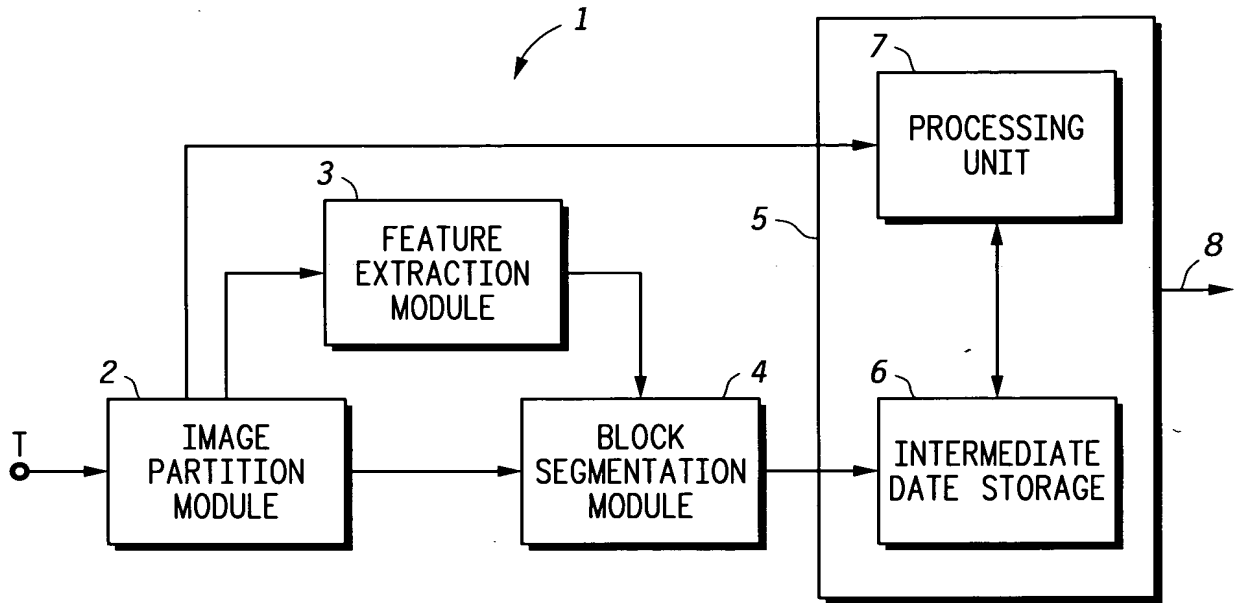 1
7
PROCESSING
UNIT
3
FEATURE
EXTRACTION
MODULE
5
8
2
IMAGE
PARTITION
MODULE
T
4
BLOCK
SEGMENTATION
MODULE
6
INTERMEDIATE
DATE STORAGE